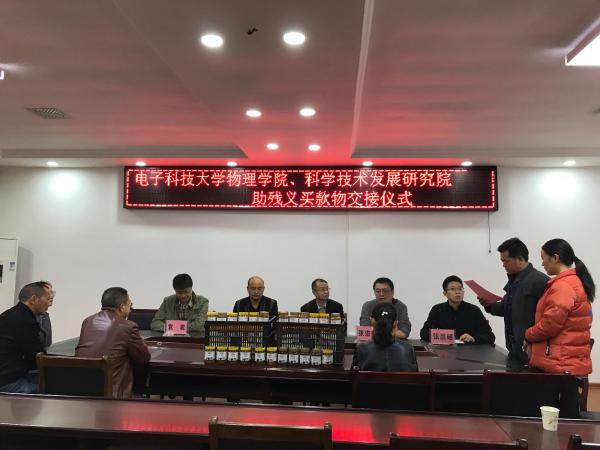 电子科技大学物理学院、科学技术发展研究院
助残义买款物交接仪式